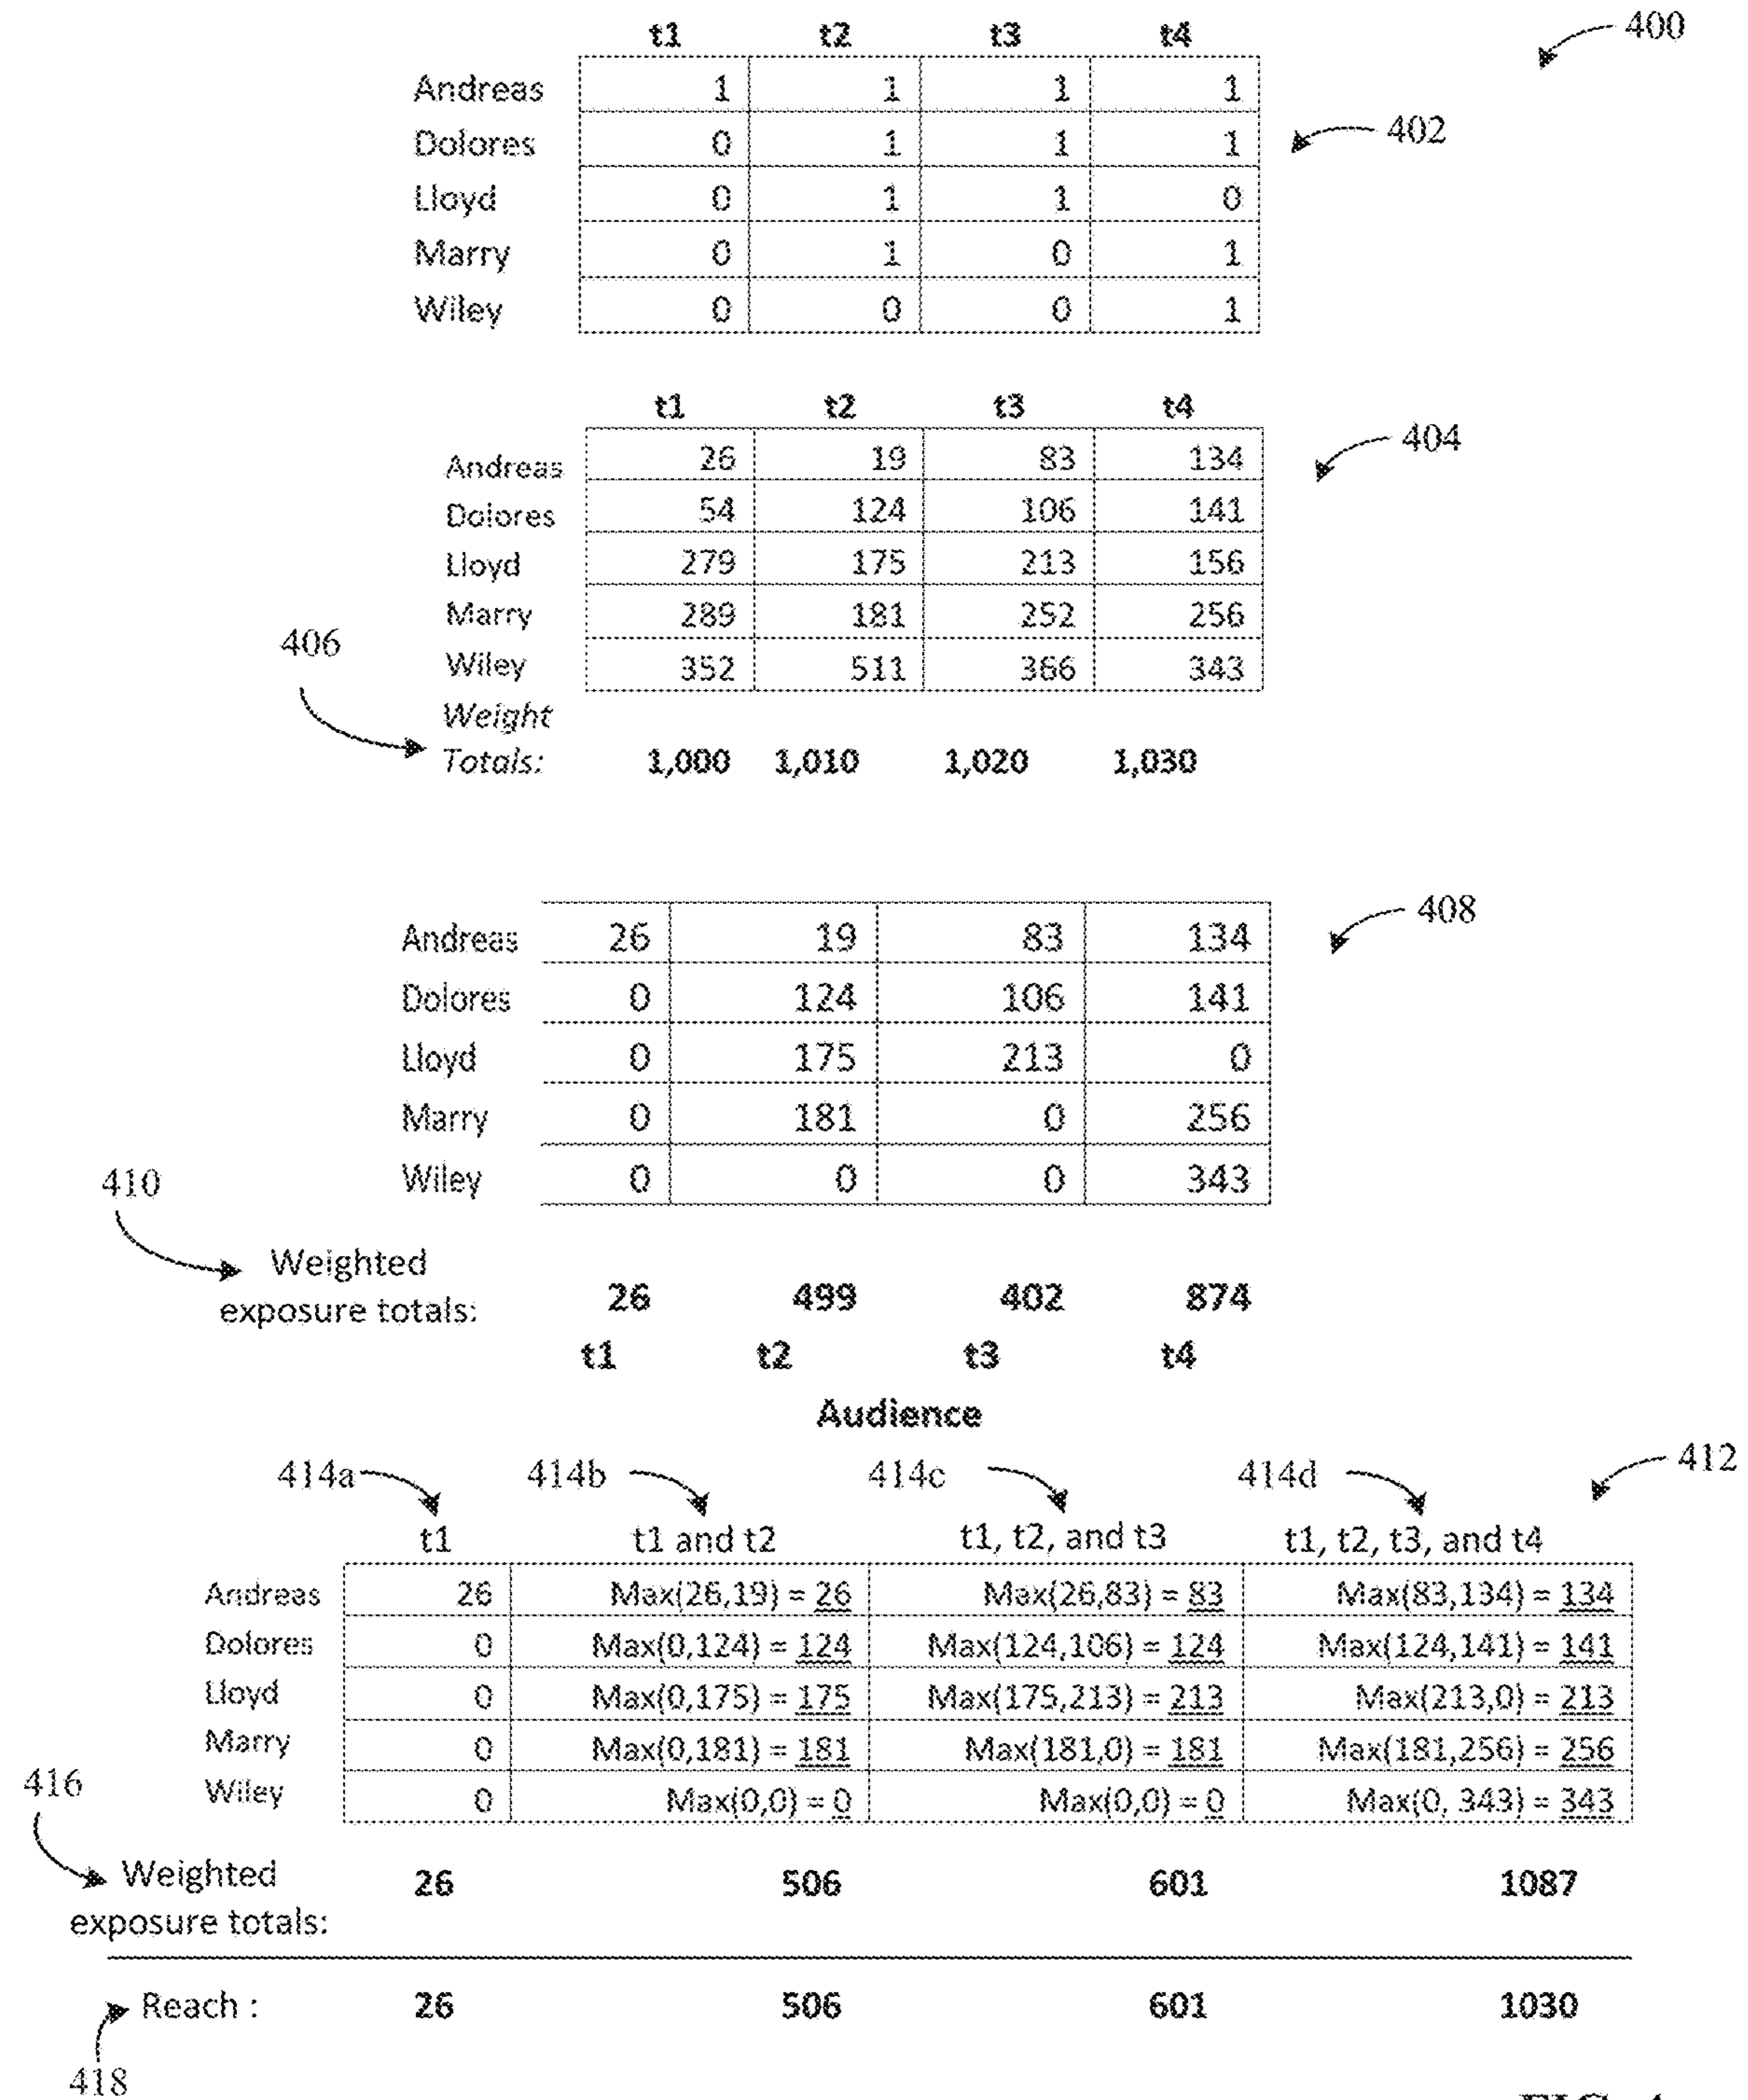 t1 t2 t3 t4
400
Andreas 1 1 1 1
Dolores 0 1 1 1
402
Lloyd 0 1 1 0
Marry 0 1 0 1
Wiley 0 0 0 1
t1 t2 t3 t4
404
Andreas 26 19 83 134
Dolores 54 124 106 141
Lloyd 279 175 213 156
Marry 289 181 252 256
406
Wiley 352 511 366 343
Weight
Totals: 1,000 1,010 1,020 1,030
408
Andreas 26 19 83 134
Dolores 0 124 106 141
Lloyd 0 175 213 0
Marry 0 181 0 256
Wiley 0 0 0 343
410
Weighted
exposure totals: 26 499 402 874
t1 t2 t3 t4
Audience
414a 414b 414c 414d 412
t1 t1 and t2 t1, t2, and t3 t1, t2, t3, and t4
Andreas 26 Max(26,19) = 26 Max(26,83) = 83 Max(83,134) = 134
Dolores 0 Max(0,124) = 124 Max(124,106) = 124 Max(124,141) = 141
Lloyd 0 Max(0,175) = 175 Max(175,213) = 213 Max(213,0) = 213
Marry 0 Max(0,181) = 181 Max(181,0) = 181 Max(181,256) = 256
416
Wiley 0 Max(0,0) = 0 Max(0,0) = 0 Max(0, 343) = 343
Weighted
exposure totals: 26 506 601 1087
Reach : 26 506 601 1030
418